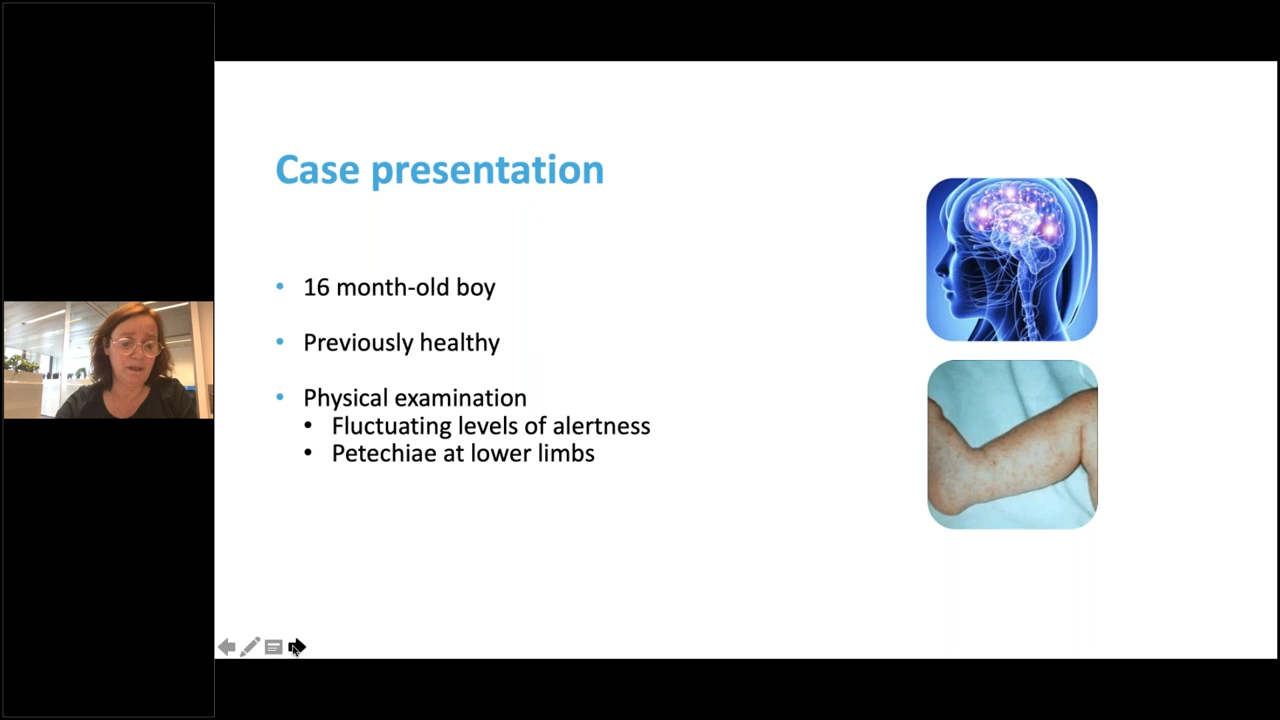 Case presentation
• 16 month-old boy
• Previously healthy
• Physical examination
• Fluctuating levels of alertness
• Petechiae at lower limbs